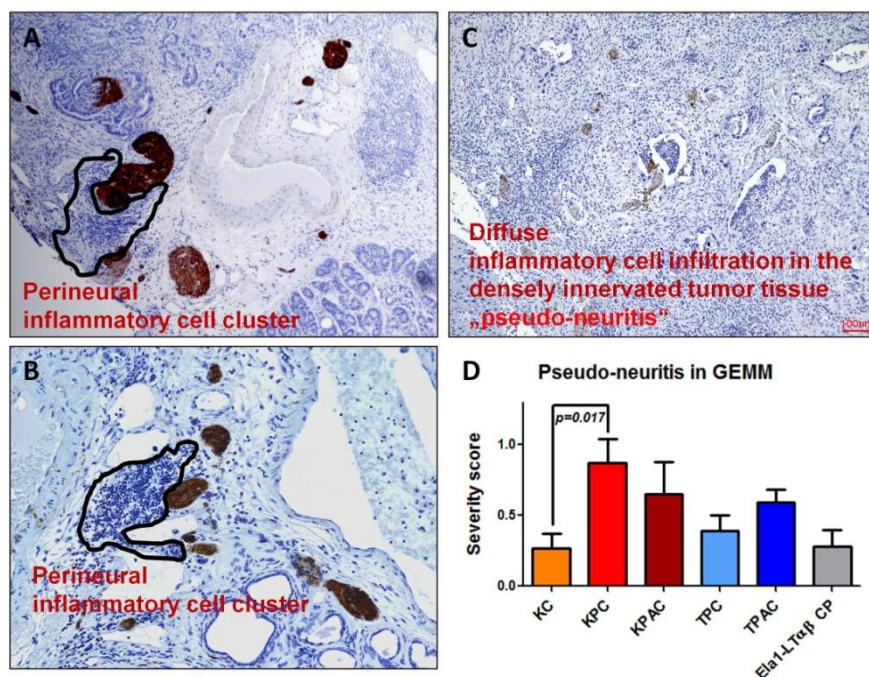 A
Perineural
inflammatory cell cluster
B
Perineural
inflammatory cell cluster
C
Diffuse
inflammatory cell infiltration in the
densely innervated tumor tissue
„pseudo-neuritis“
100µm
D
Pseudo-neuritis in GEMM
p=0.017
Severity score
1.0
0.5
0.0
KC
KPC
KPAC
TPC
TPAC
Ela1-LTαβ CP